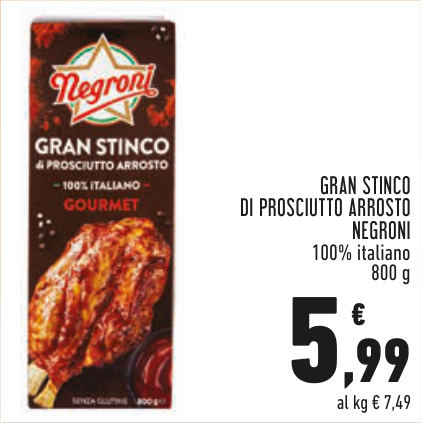 Negroni
GRAN STINCO
di PROSCIUTTO ARROSTO
- 100% ITALIANO -
GOURMET
SENZA GLUTINE 800 g e
GRAN STINCO
DI PROSCIUTTO ARROSTO
NEGRONI
100% italiano
800 g
5,99 €
al kg € 7,49